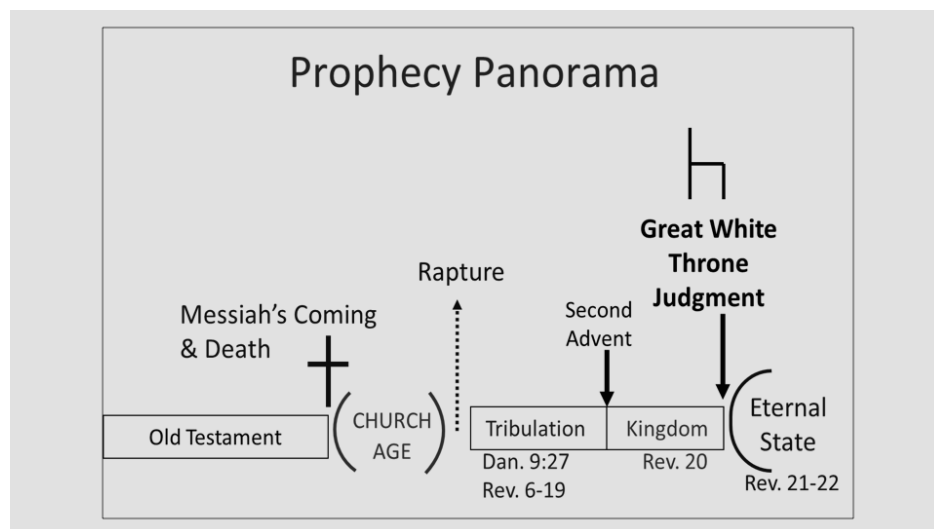 Prophecy Panorama
Great White
Throne
Judgment
Rapture
Second
Advent
Messiah’s Coming
& Death
Old Testament
CHURCH
AGE
Tribulation
Kingdom
Eternal
State
Dan. 9:27
Rev. 6-19
Rev. 20
Rev. 21-22